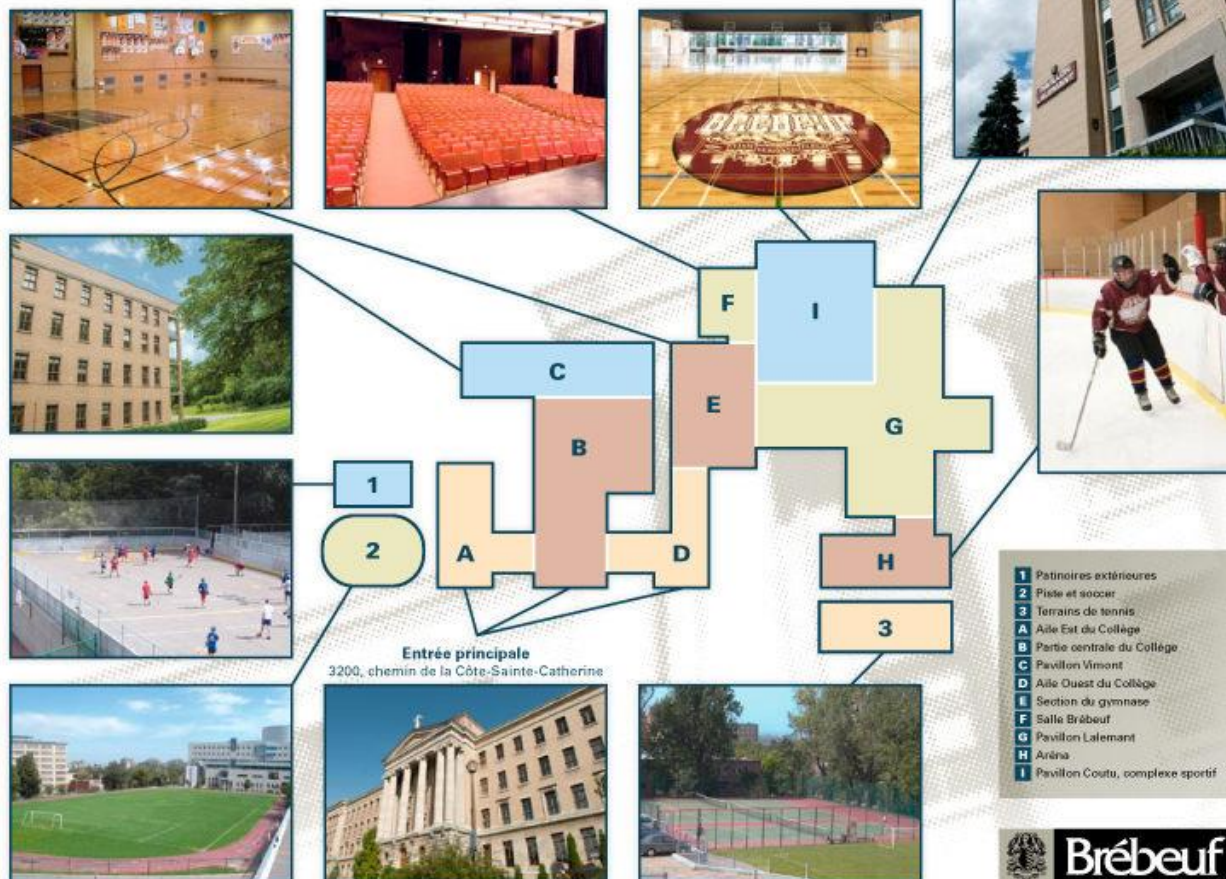 BRÉBEUF
F
I
C
E
B
G
1
2
A
D
H
3
Entrée principale
3200, chemin de la Côte-Sainte-Catherine
1 Patinoires extérieures
2 Piste et soccer
3 Terrains de tennis
A Aile Est du Collège
B Partie centrale du Collège
C Pavillon Vimont
D Aile Ouest du Collège
E Section du gymnase
F Salle Brébeuf
G Pavillon Lalemant
H Aréna
I Pavillon Coutu, complexe sportif
Brébeuf